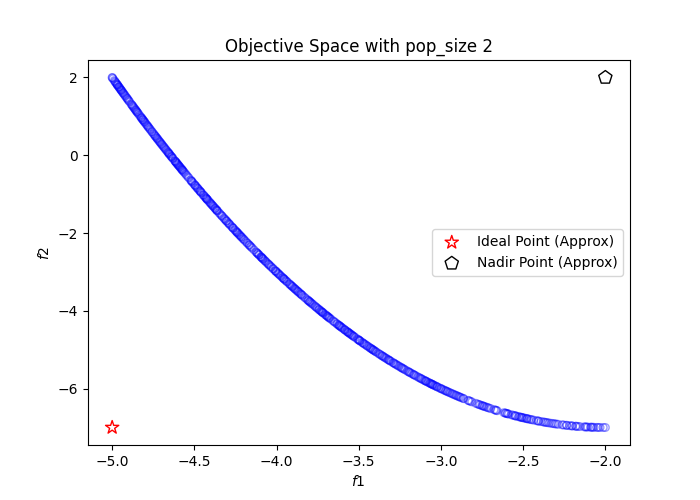 Objective Space with pop_size 2
2
0
−2
−4
−6
f2
Ideal Point (Approx)
Nadir Point (Approx)
−5.0 −4.5 −4.0 −3.5 −3.0 −2.5 −2.0
f1